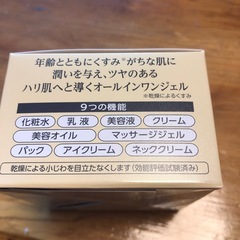 年齢とともにくすみ※がちな肌に
潤いを与え、ツヤのある
ハリ肌へと導くオールインワンジェル
※乾燥によるくすみ
9つの機能
化粧水 乳液 美容液 クリーム
美容オイル マッサージジェル
パック アイクリーム ネッククリーム
乾燥による小じわを目立たなくします(効能評価試験済み)